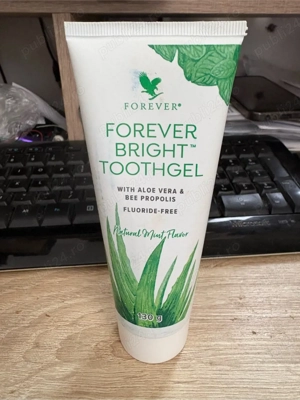 FOREVER®
FOREVER
BRIGHT™
TOOTHGEL
WITH ALOE VERA &
BEE PROPOLIS
FLUORIDE-FREE
Natural Mint Flavor
130 g